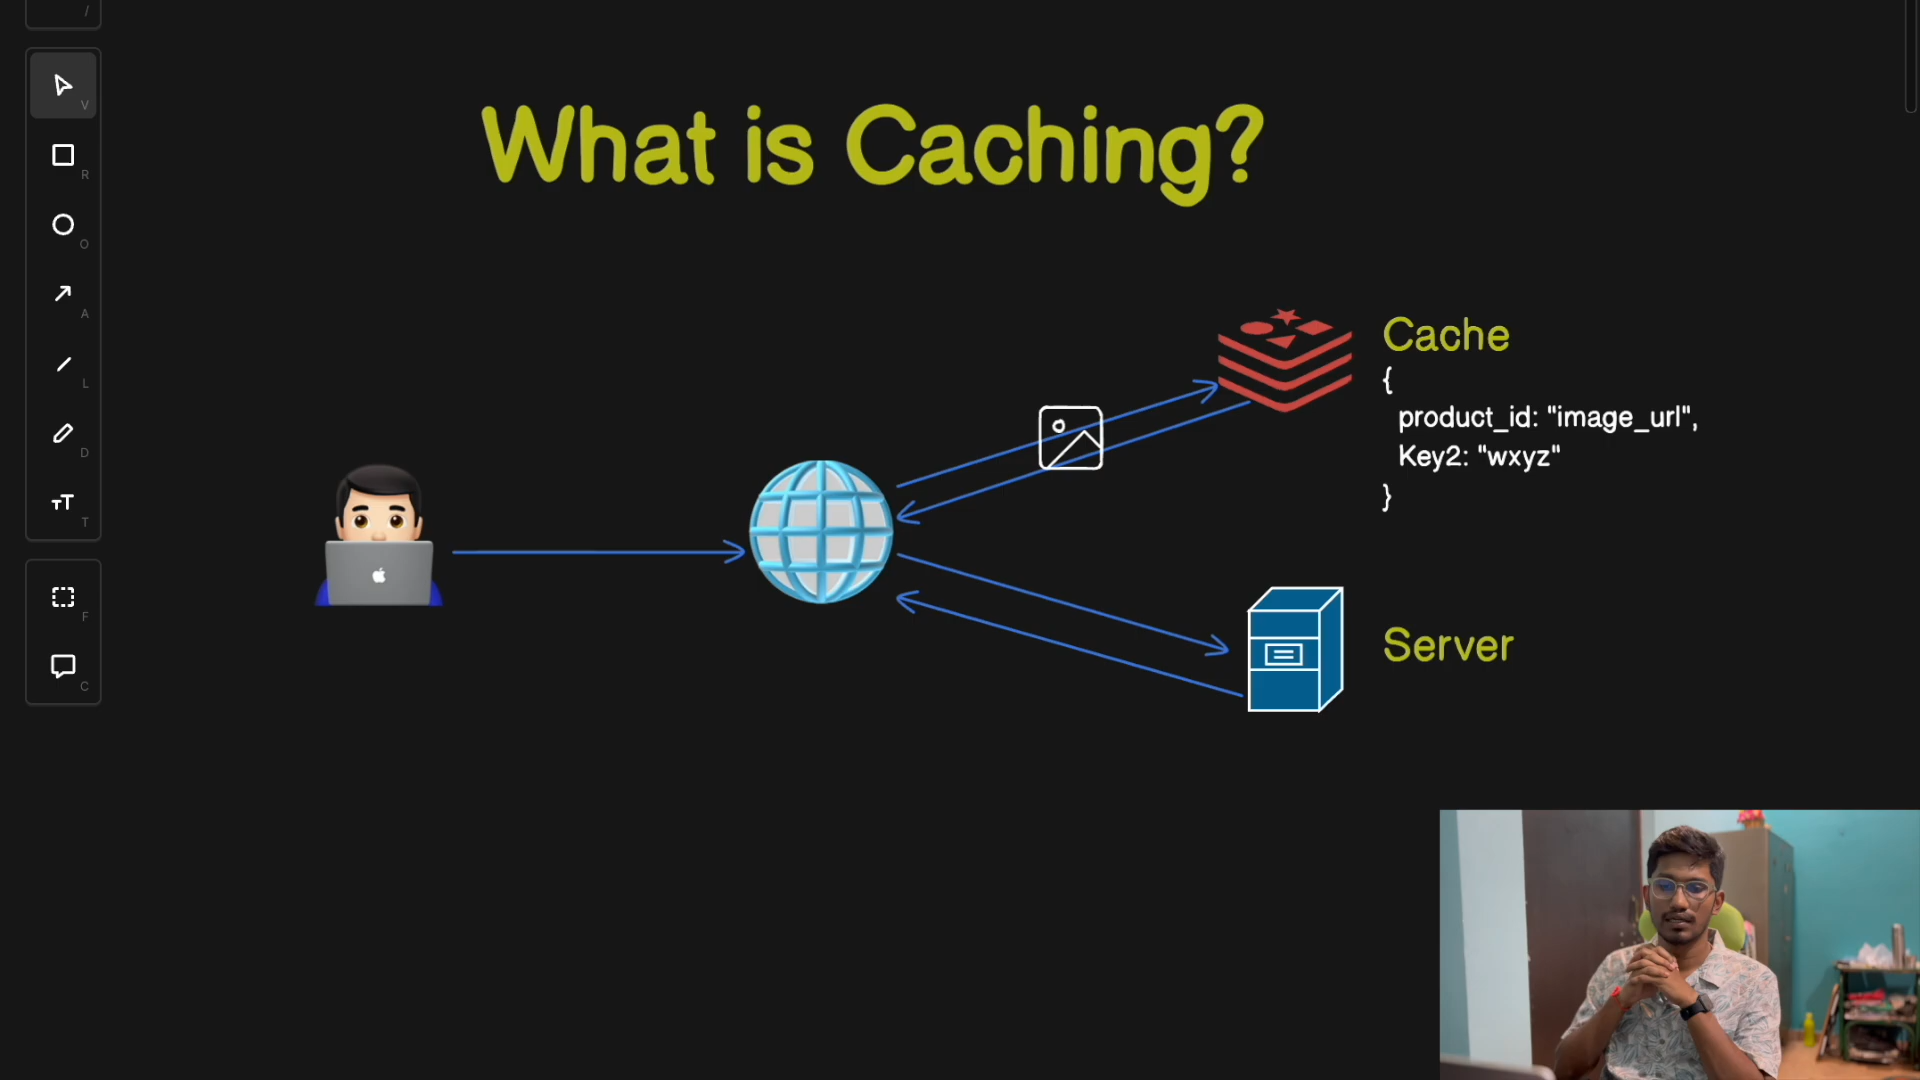 /
V
R
O
A
L
D
T
T
F
C
What is Caching?
Cache
{
product_id: "image_url",
Key2: "wxyz"
}
Server